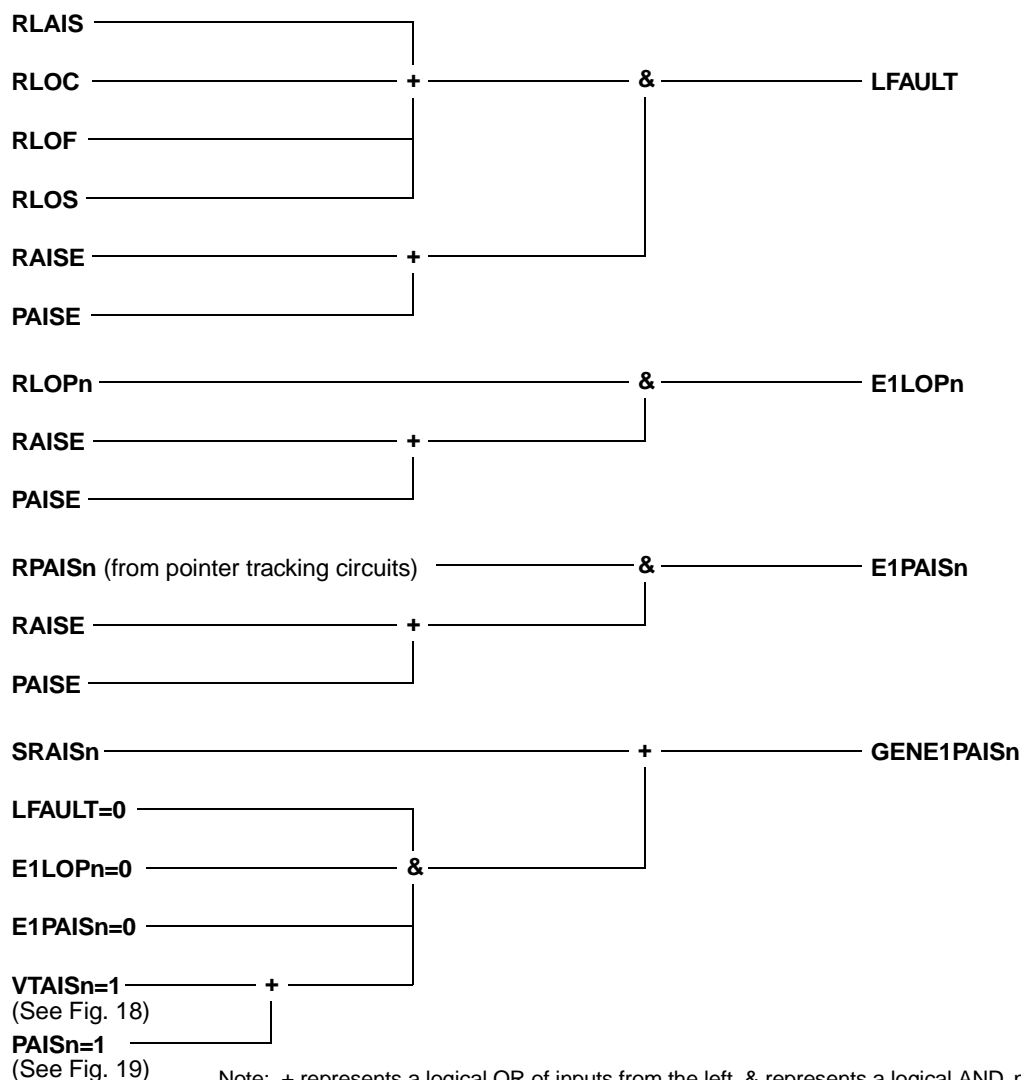 RLAIS
RLOC + & LFAULT
RLOF
RLOS
RAISE +
PAISE
RLOPn & E1LOPn
RAISE +
PAISE
RPAISn (from pointer tracking circuits) & E1PAISn
RAISE +
PAISE
SRAISn + GENE1PAISn
LFAULT=0
E1LOPn=0 &
E1PAISn=0
VTAISn=1 +
(See Fig. 18)
PAISn=1
(See Fig. 19)
Note: + represents a logical OR of inputs from the left, & represents a logical AND